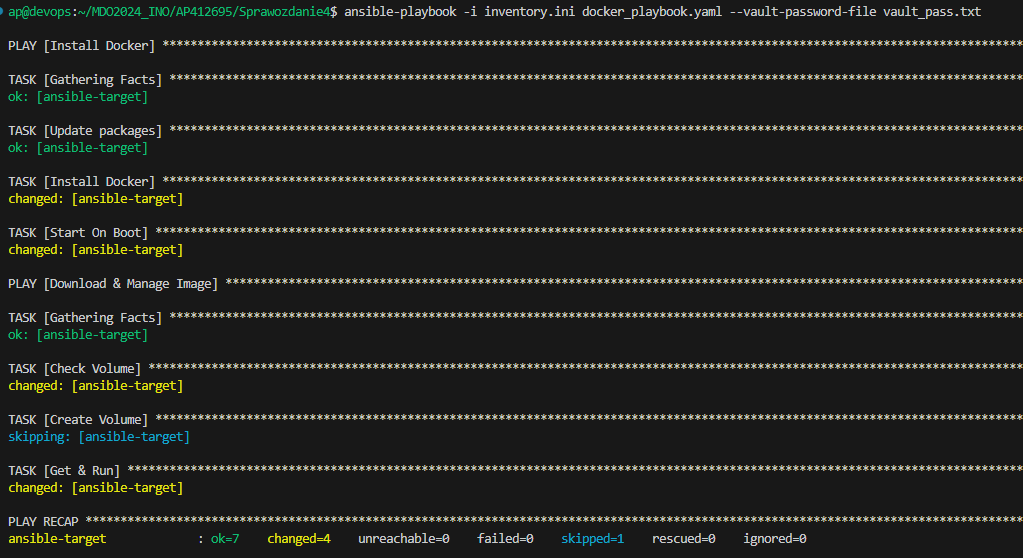 ap@devops:~/MDO2024_INO/AP412695/Sprawozdanie4$ ansible-playbook -i inventory.ini docker_playbook.yaml --vault-password-file vault_pass.txt
PLAY [Install Docker] ****************************************************************************************************************************
TASK [Gathering Facts] ***************************************************************************************************************************
ok: [ansible-target]
TASK [Update packages] ***************************************************************************************************************************
ok: [ansible-target]
TASK [Install Docker] ****************************************************************************************************************************
changed: [ansible-target]
TASK [Start On Boot] *****************************************************************************************************************************
changed: [ansible-target]
PLAY [Download & Manage Image] *******************************************************************************************************************
TASK [Gathering Facts] ***************************************************************************************************************************
ok: [ansible-target]
TASK [Check Volume] ******************************************************************************************************************************
changed: [ansible-target]
TASK [Create Volume] *****************************************************************************************************************************
skipping: [ansible-target]
TASK [Get & Run] *********************************************************************************************************************************
changed: [ansible-target]
PLAY RECAP ***************************************************************************************************************************************
ansible-target             : ok=7    changed=4    unreachable=0    failed=0    skipped=1    rescued=0    ignored=0